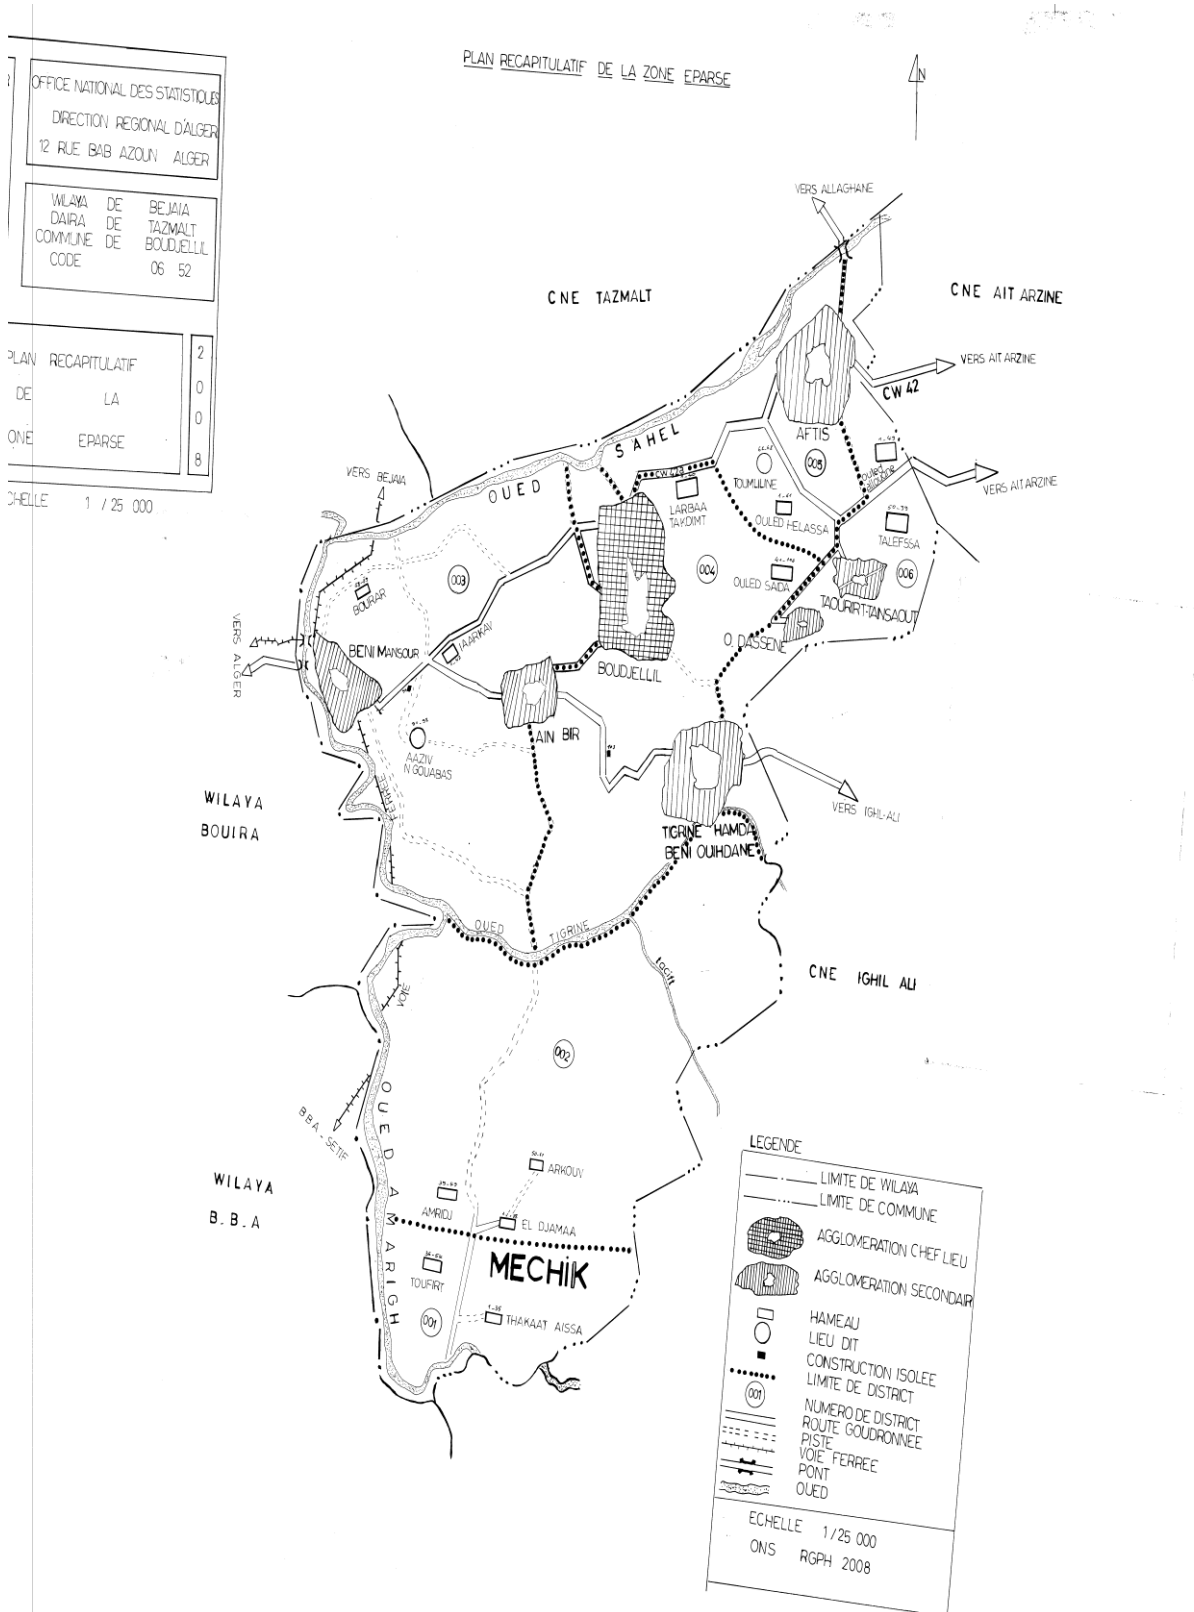 PLAN RECAPITULATIF DE LA ZONE EPARSE
N
OFFICE NATIONAL DES STATISTIQUES
DIRECTION REGIONAL D'ALGER
12 RUE BAB AZOUN ALGER
WILAYA DE BEJAIA
DAIRA DE TAZMALT
COMMUNE DE BOUDJELLIL
CODE 06 52
PLAN RECAPITULATIF
DE LA
ONE EPARSE
2
0
0
8
CHELLE 1 / 25 000
VERS ALLAGHANE
CNE TAZMALT
CNE AIT ARZINE
VERS AIT ARZINE
CW 42
AFTIS
SAHEL
OUED
VERS BEJAIA
005
TOUMILINE
LARBAA
TAKDIMT
OULED HELASSA
VERS AIT ARZINE
TALEFSSA
003
004
006
OULED SAIDA
BOURAR
TAOURIRT-TANSAOUT
O. DASSENE
VERS ALGER
BENI MANSOUR
BOUDJELLIL
AIN BIR
AAZIV
N'GOUABAS
WILAYA
BOUIRA
VERS IGHL-ALI
TIGRINE HAMDA
BENI OUIHDANE
OUED
TIGRINE
tacift
CNE IGHIL ALI
VOIE
002
OUED AMARIGH
BBA - SETIF
WILAYA
B.B.A
ARKOUV
AMRIDJ
EL DJAMAA
MECHIK
TOUFIRT
001
THAKAAT AISSA
LEGENDE
LIMITE DE WILAYA
LIMITE DE COMMUNE
AGGLOMERATION CHEF LIEU
AGGLOMERATION SECONDAIR
HAMEAU
LIEU DIT
CONSTRUCTION ISOLEE
LIMITE DE DISTRICT
001
NUMERO DE DISTRICT
ROUTE GOUDRONNEE
PISTE
VOIE FERREE
PONT
OUED
ECHELLE 1/25 000
ONS RGPH 2008